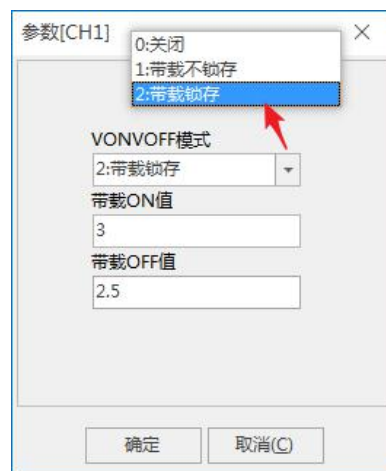 参数[CH1]
0:关闭
1:带载不锁存
2:带载锁存
VONVOFF模式
2:带载锁存
带载ON值
3
带载OFF值
2.5
确定
取消(C)